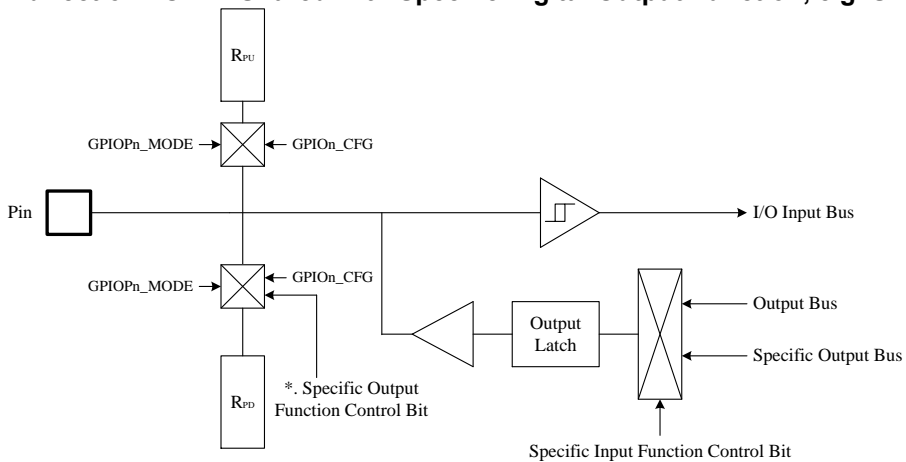 RPU
GPIOPn_MODE
GPIOn_CFG
Pin
I/O Input Bus
GPIOPn_MODE
GPIOn_CFG
Output Bus
Output
Latch
Specific Output Bus
RPD
*. Specific Output
Function Control Bit
Specific Input Function Control Bit